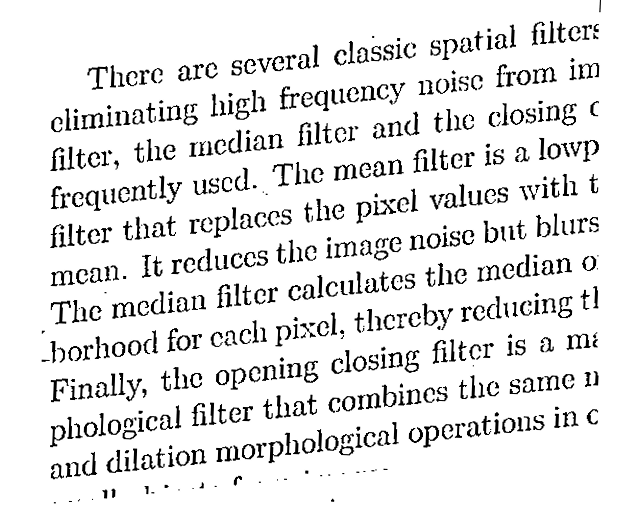 There are several classic spatial filters
eliminating high frequency noise from im
filter, the median filter and the closing
frequently used. The mean filter is a lowp
filter that replaces the pixel values with t
mean. It reduces the image noise but blurs
The median filter calculates the median o
borhood for each pixel, thereby reducing th
Finally, the opening closing filter is a ma
phological filter that combines the same n
and dilation morphological operations in